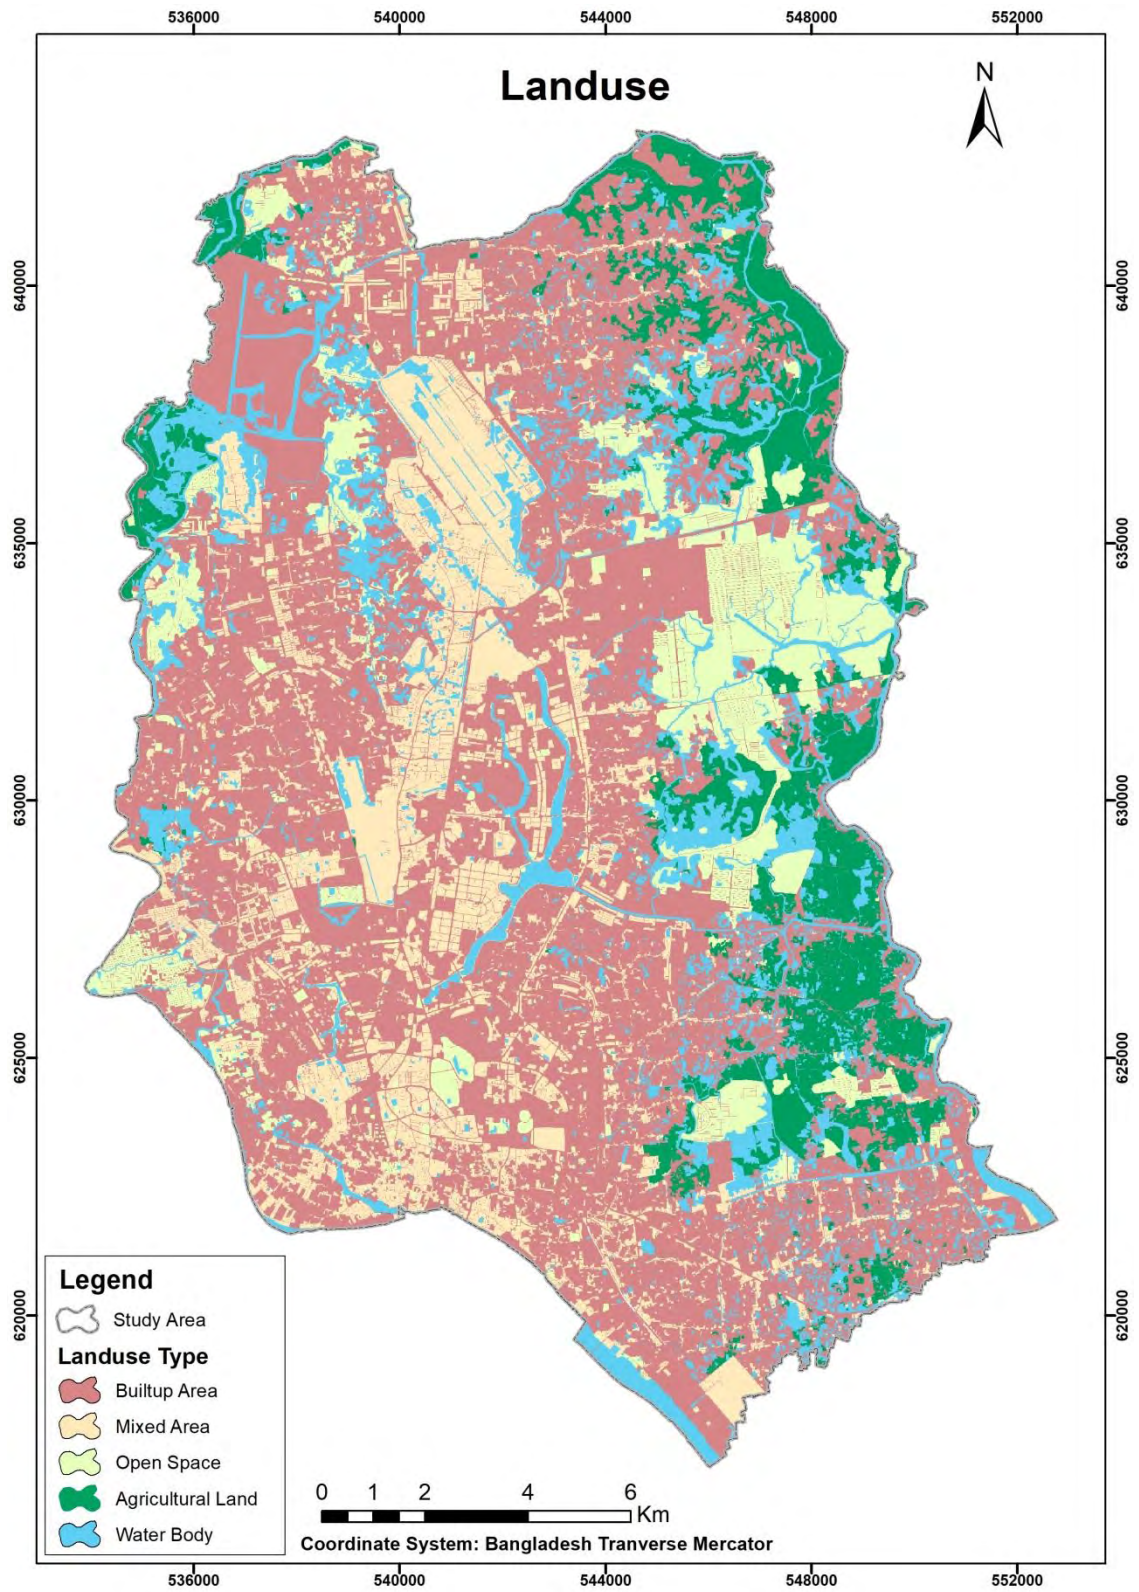 536000 540000 544000 548000 552000
Landuse
N
640000 640000
635000 635000
630000 630000
625000 625000
620000 620000
Legend
Study Area
Landuse Type
Builtup Area
Mixed Area
Open Space
Agricultural Land
Water Body
0 1 2 4 6
Km
Coordinate System: Bangladesh Tranverse Mercator
536000 540000 544000 548000 552000